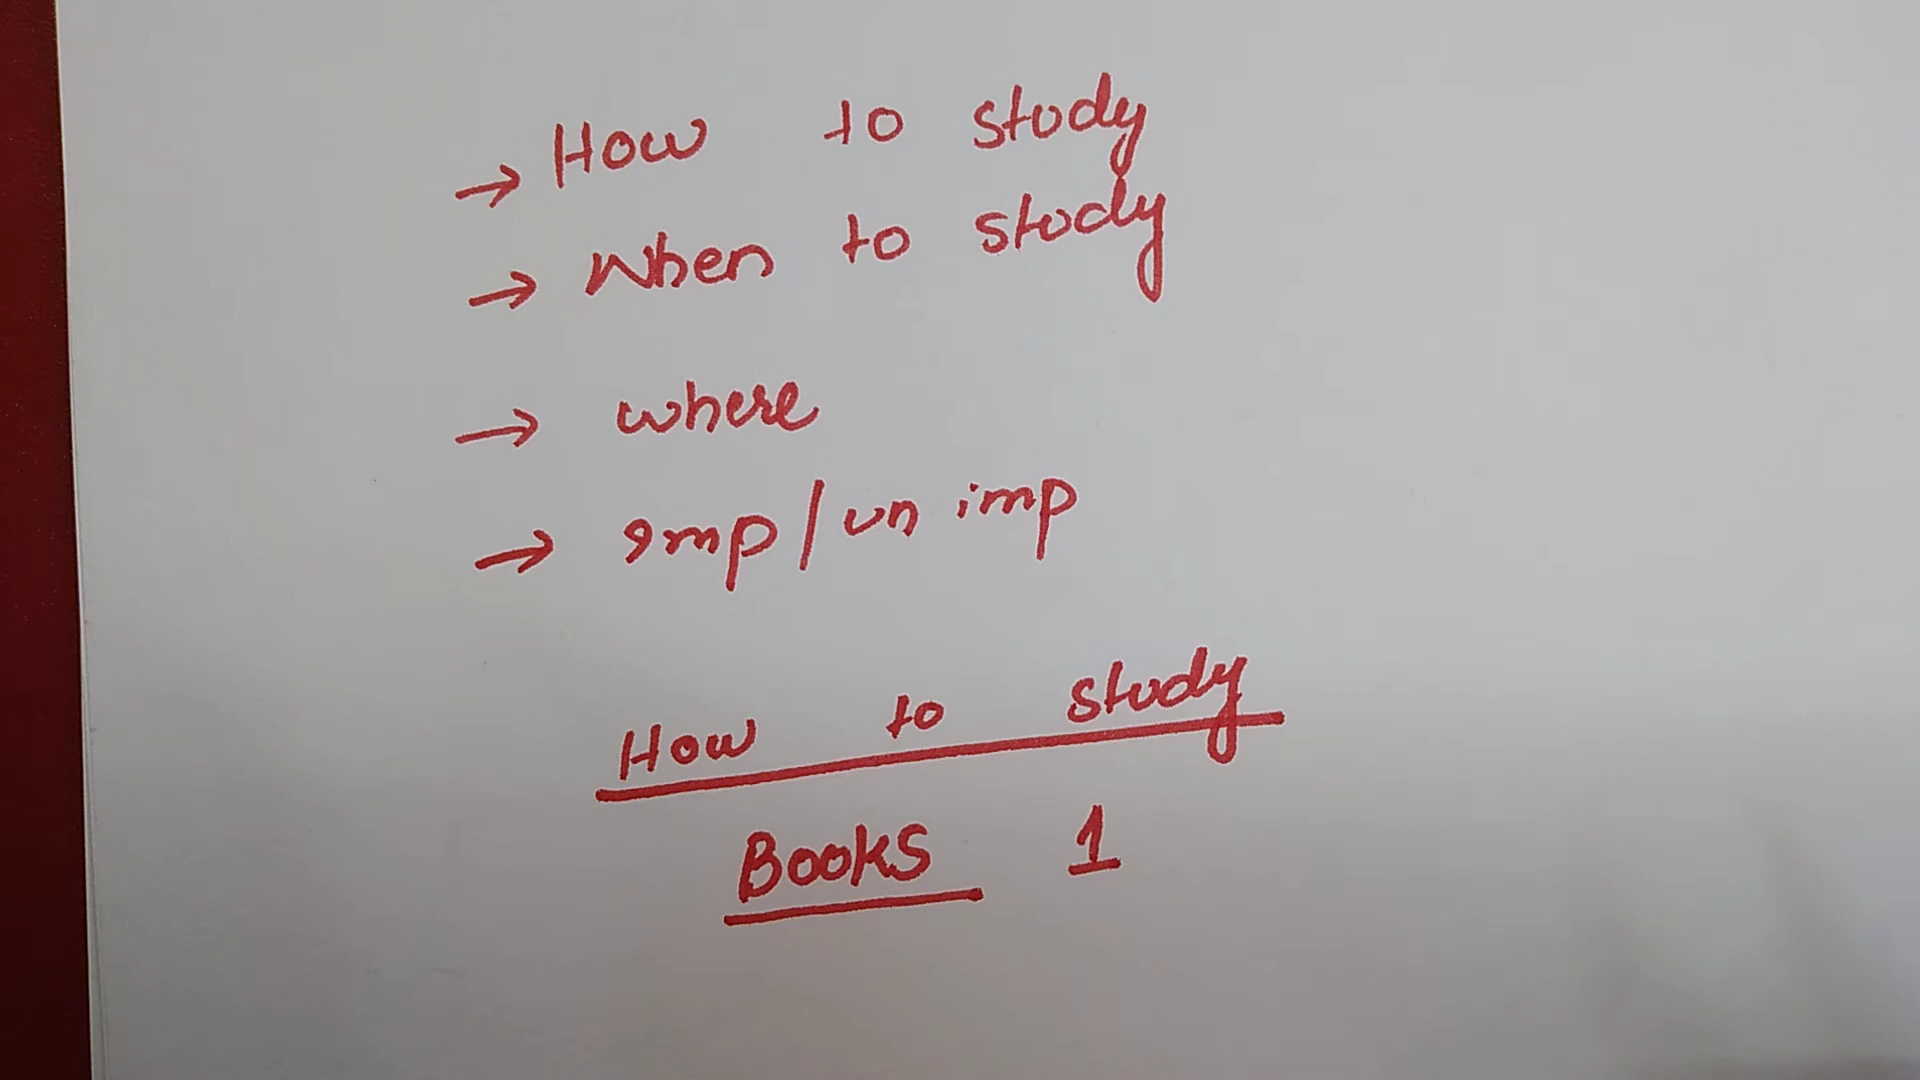 → How to study
→ When to study
→ where
→ Imp/un imp
How to study
Books 1